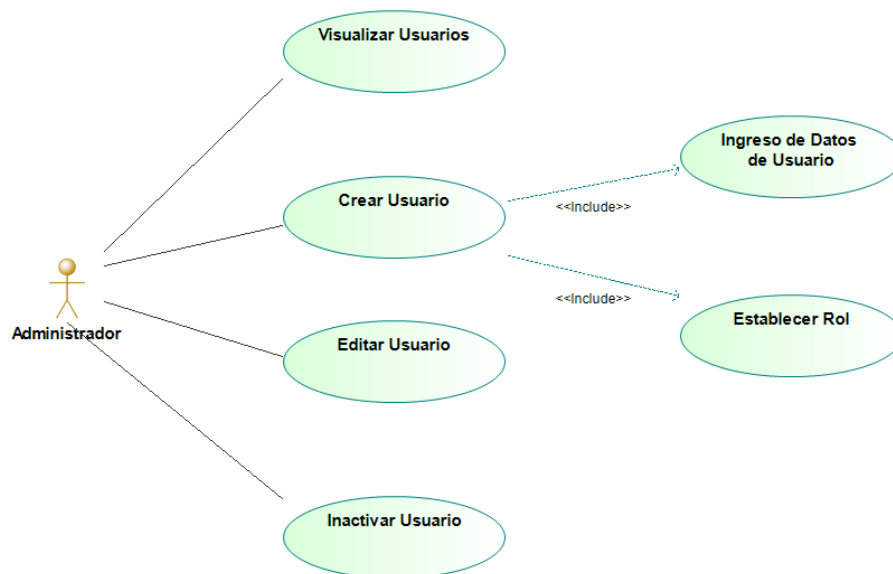 Visualizar Usuarios
Ingreso de Datos
de Usuario
Crear Usuario
<<Include>>
<<Include>>
Administrador
Establecer Rol
Editar Usuario
Inactivar Usuario